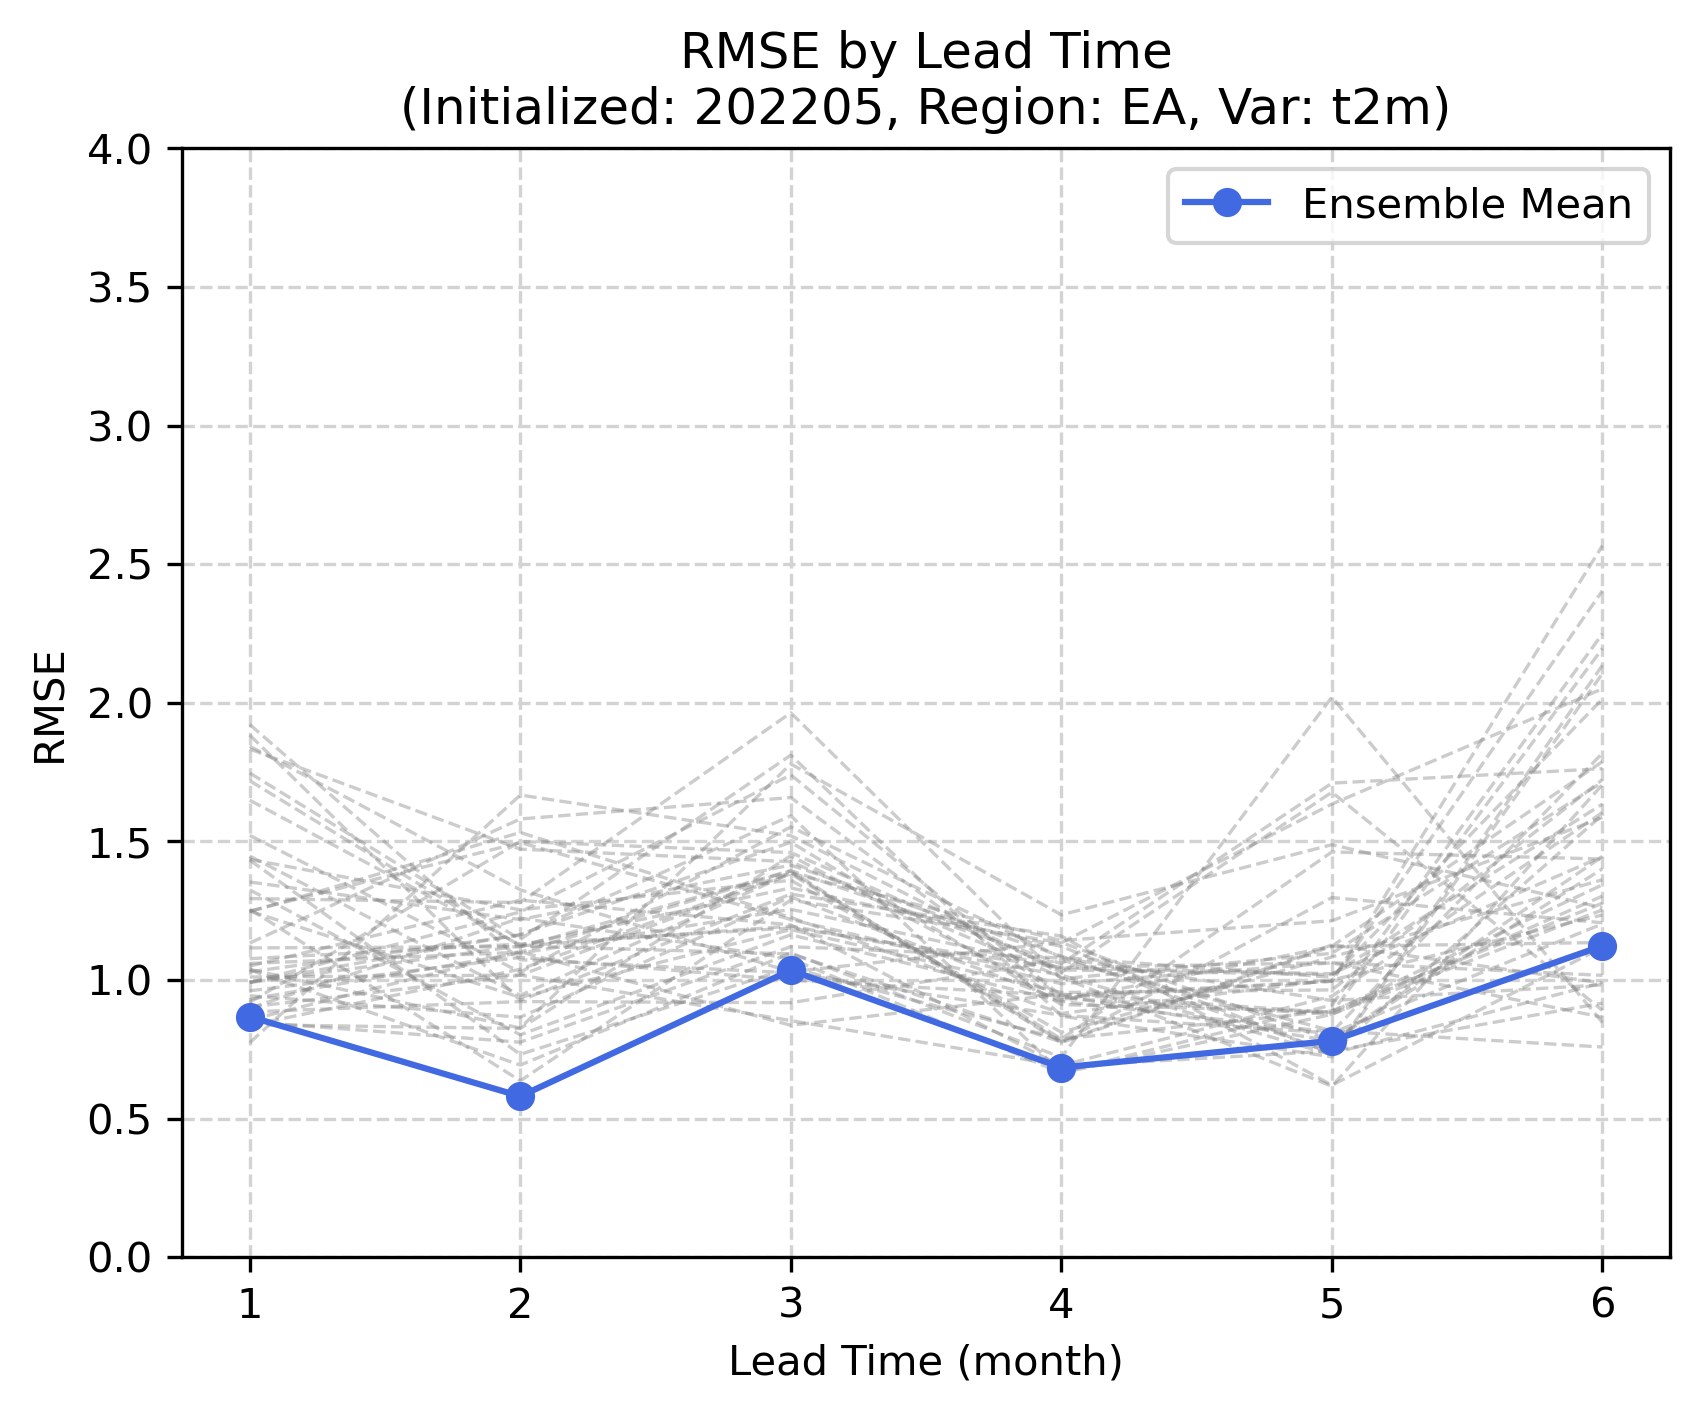 RMSE by Lead Time
(Initialized: 202205, Region: EA, Var: t2m)
Ensemble Mean
RMSE
4.0
3.5
3.0
2.5
2.0
1.5
1.0
0.5
0.0
1 2 3 4 5 6
Lead Time (month)